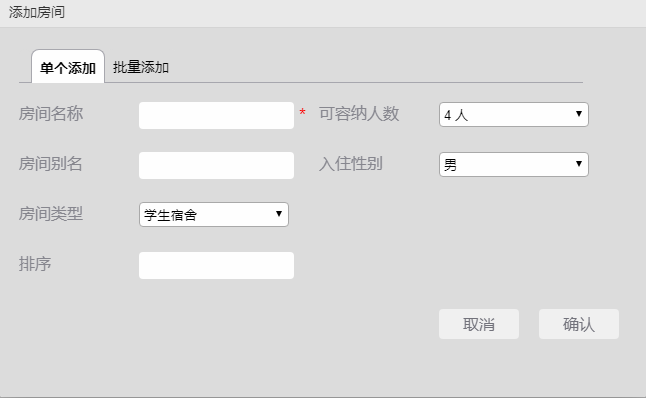 添加房间
单个添加 批量添加
房间名称 * 可容纳人数 4 人
房间别名 入住性别 男
房间类型 学生宿舍
排序
取消 确认